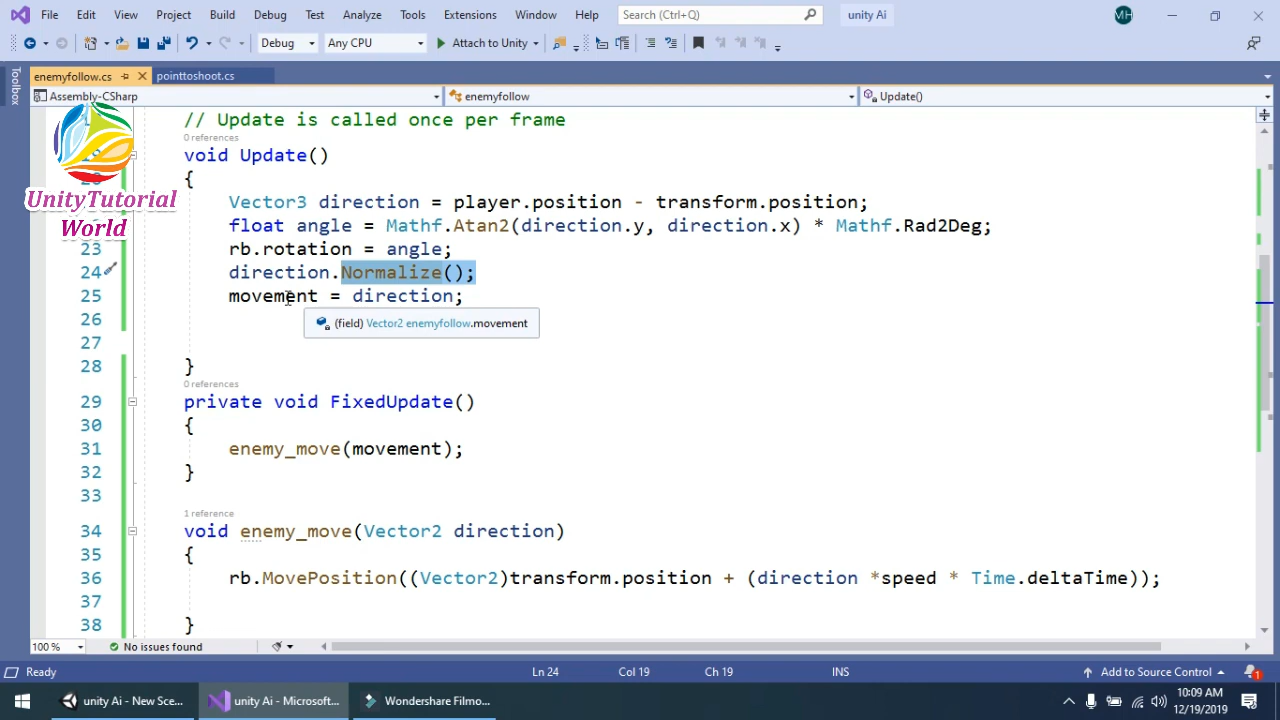 File Edit View Project Build Debug Test Analyze Tools Extensions Window Help Search (Ctrl+Q) unity Ai MH
Debug Any CPU Attach to Unity
Toolbox
enemyfollow.cs pointtoshoot.cs
Assembly-CSharp enemyfollow Update()
// Update is called once per frame
0 references
void Update()
{
Vector3 direction = player.position - transform.position;
float angle = Mathf.Atan2(direction.y, direction.x) * Mathf.Rad2Deg;
23 rb.rotation = angle;
24 direction.Normalize();
25 movement = direction;
26
(field) Vector2 enemyfollow.movement
27
28 }
0 references
29 private void FixedUpdate()
30 {
31 enemy_move(movement);
32 }
33
1 reference
34 void enemy_move(Vector2 direction)
35 {
36 rb.MovePosition((Vector2)transform.position + (direction *speed * Time.deltaTime));
37
38 }
UnityTutorial
World
100 % No issues found
Ready Ln 24 Col 19 Ch 19 INS Add to Source Control 1
unity Ai - New Sce... unity Ai - Microsoft... Wondershare Filmo... 10:09 AM
12/19/2019